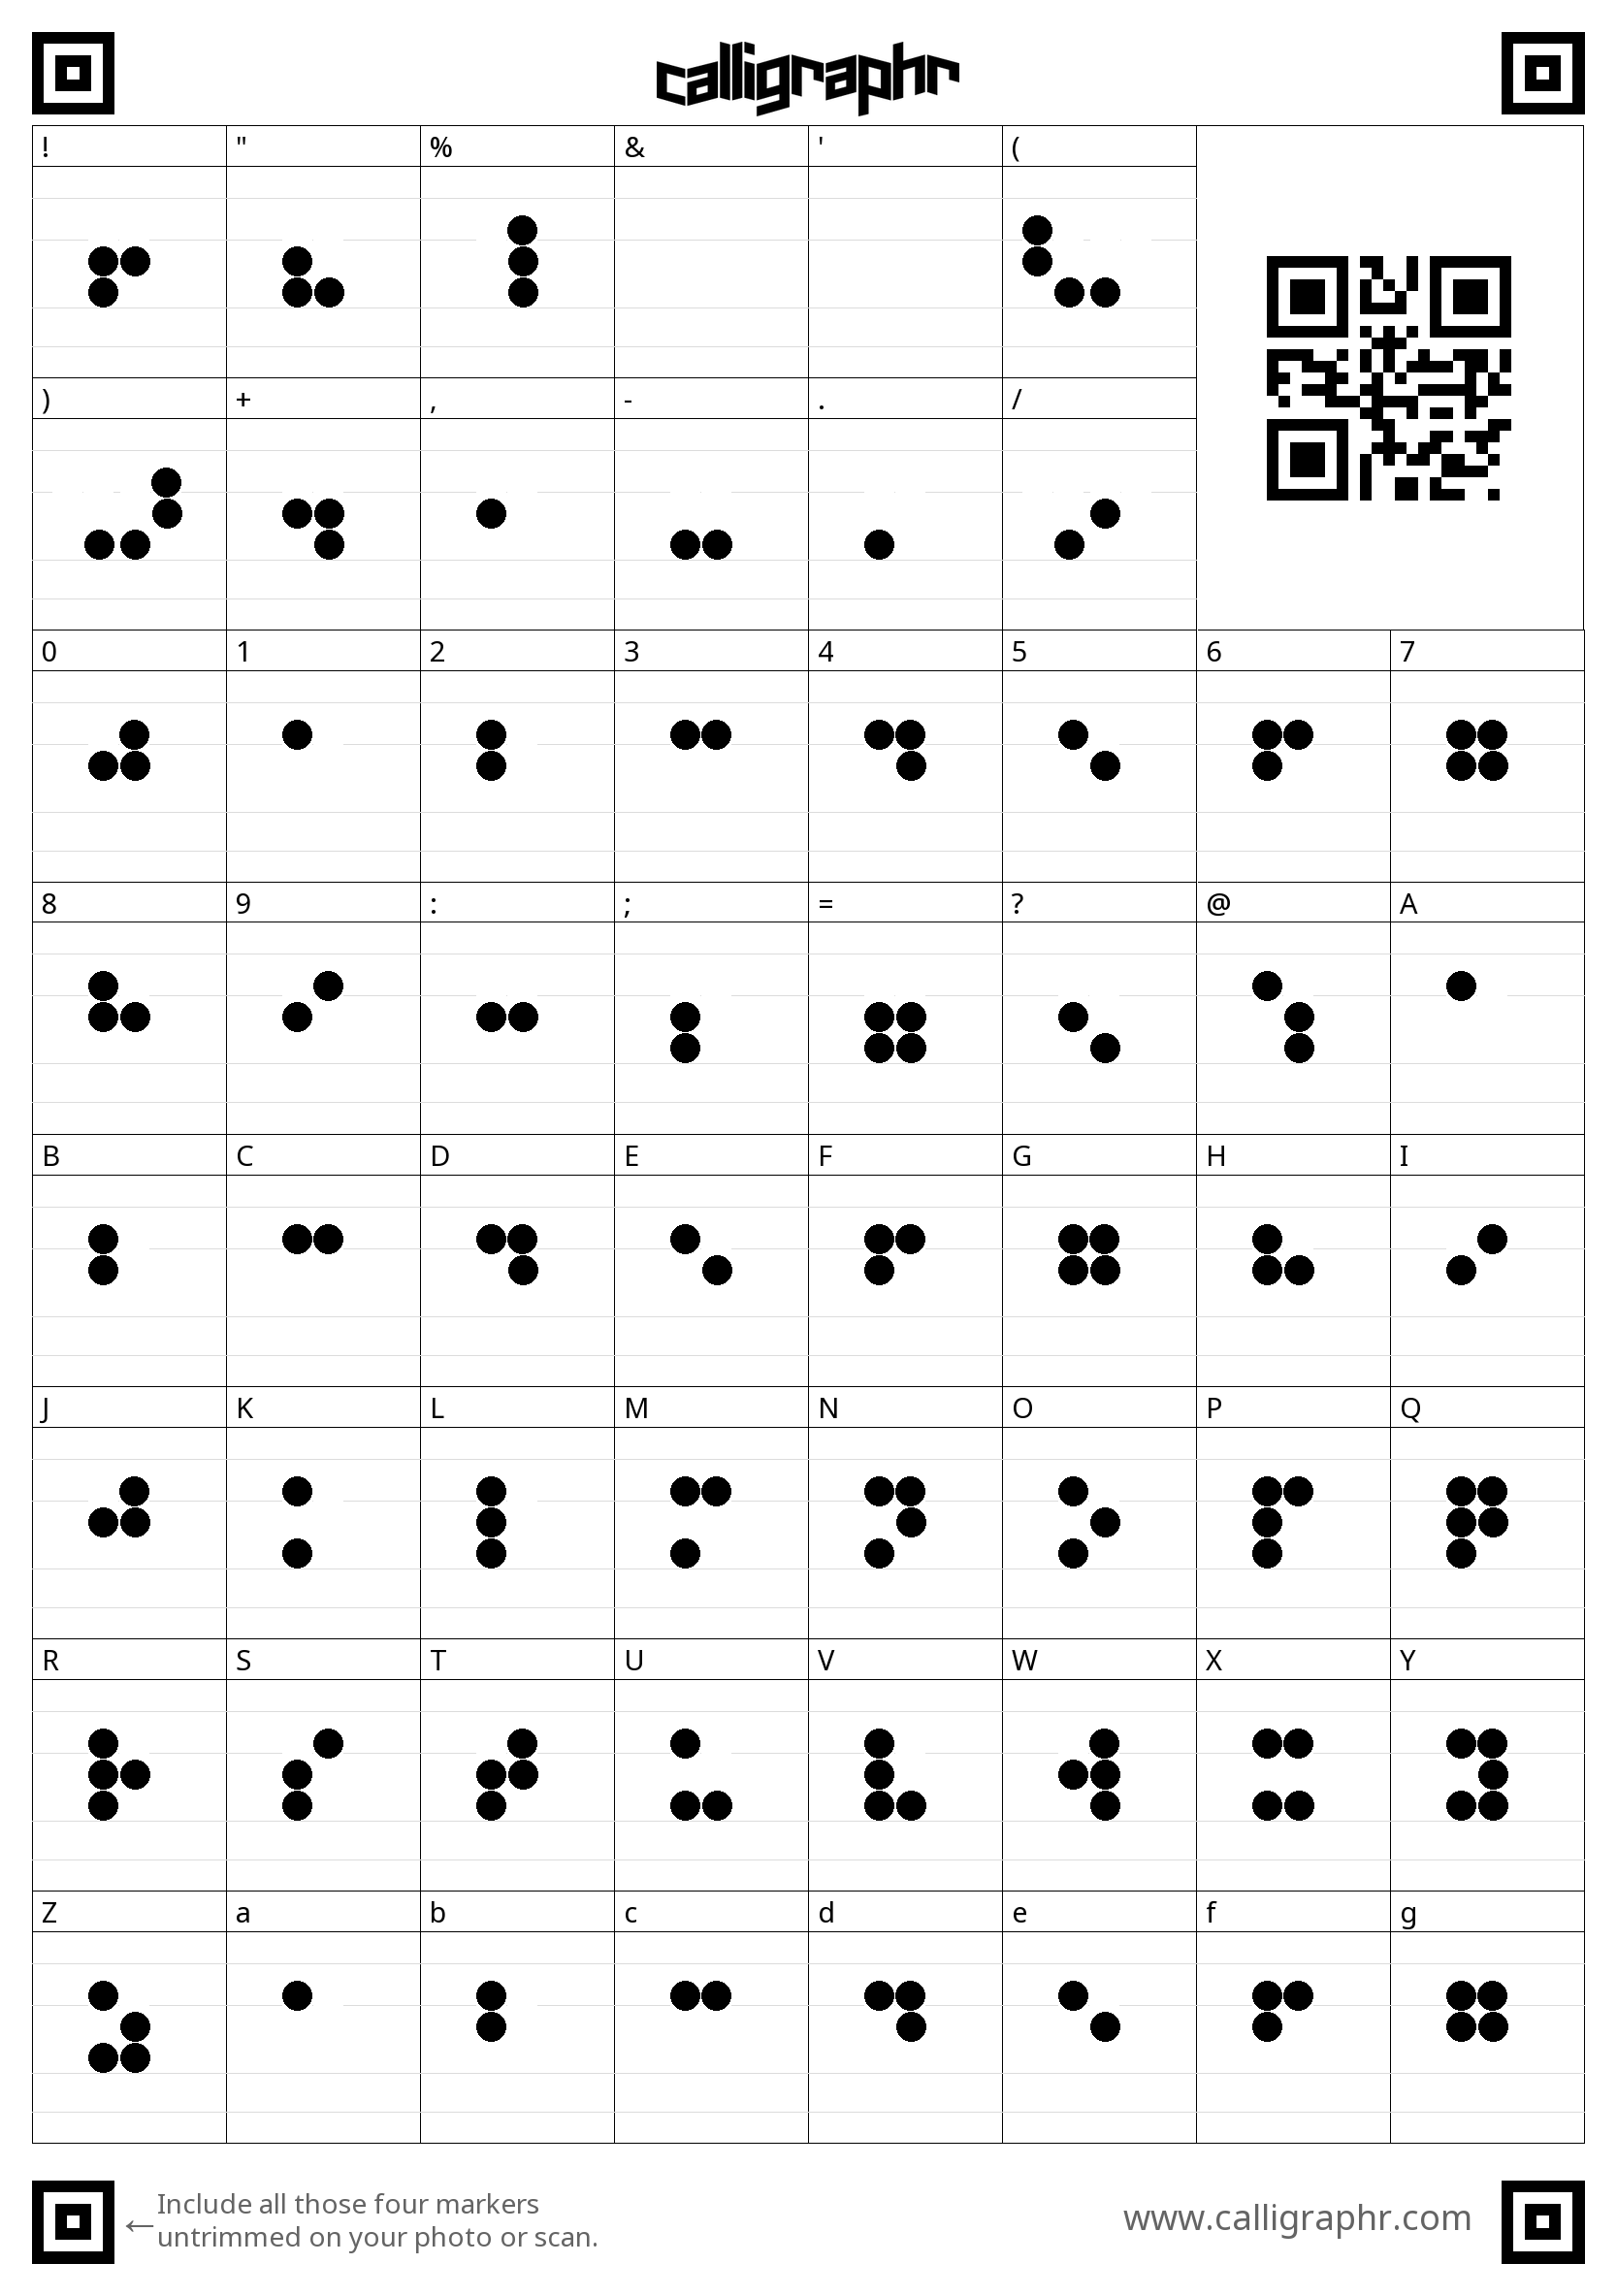 calligraphr
! " % & ' (
) + , - . /
0 1 2 3 4 5 6 7
8 9 : ; = ? @ A
B C D E F G H I
J K L M N O P Q
R S T U V W X Y
Z a b c d e f g
←Include all those four markers
untrimmed on your photo or scan.
www.calligraphr.com